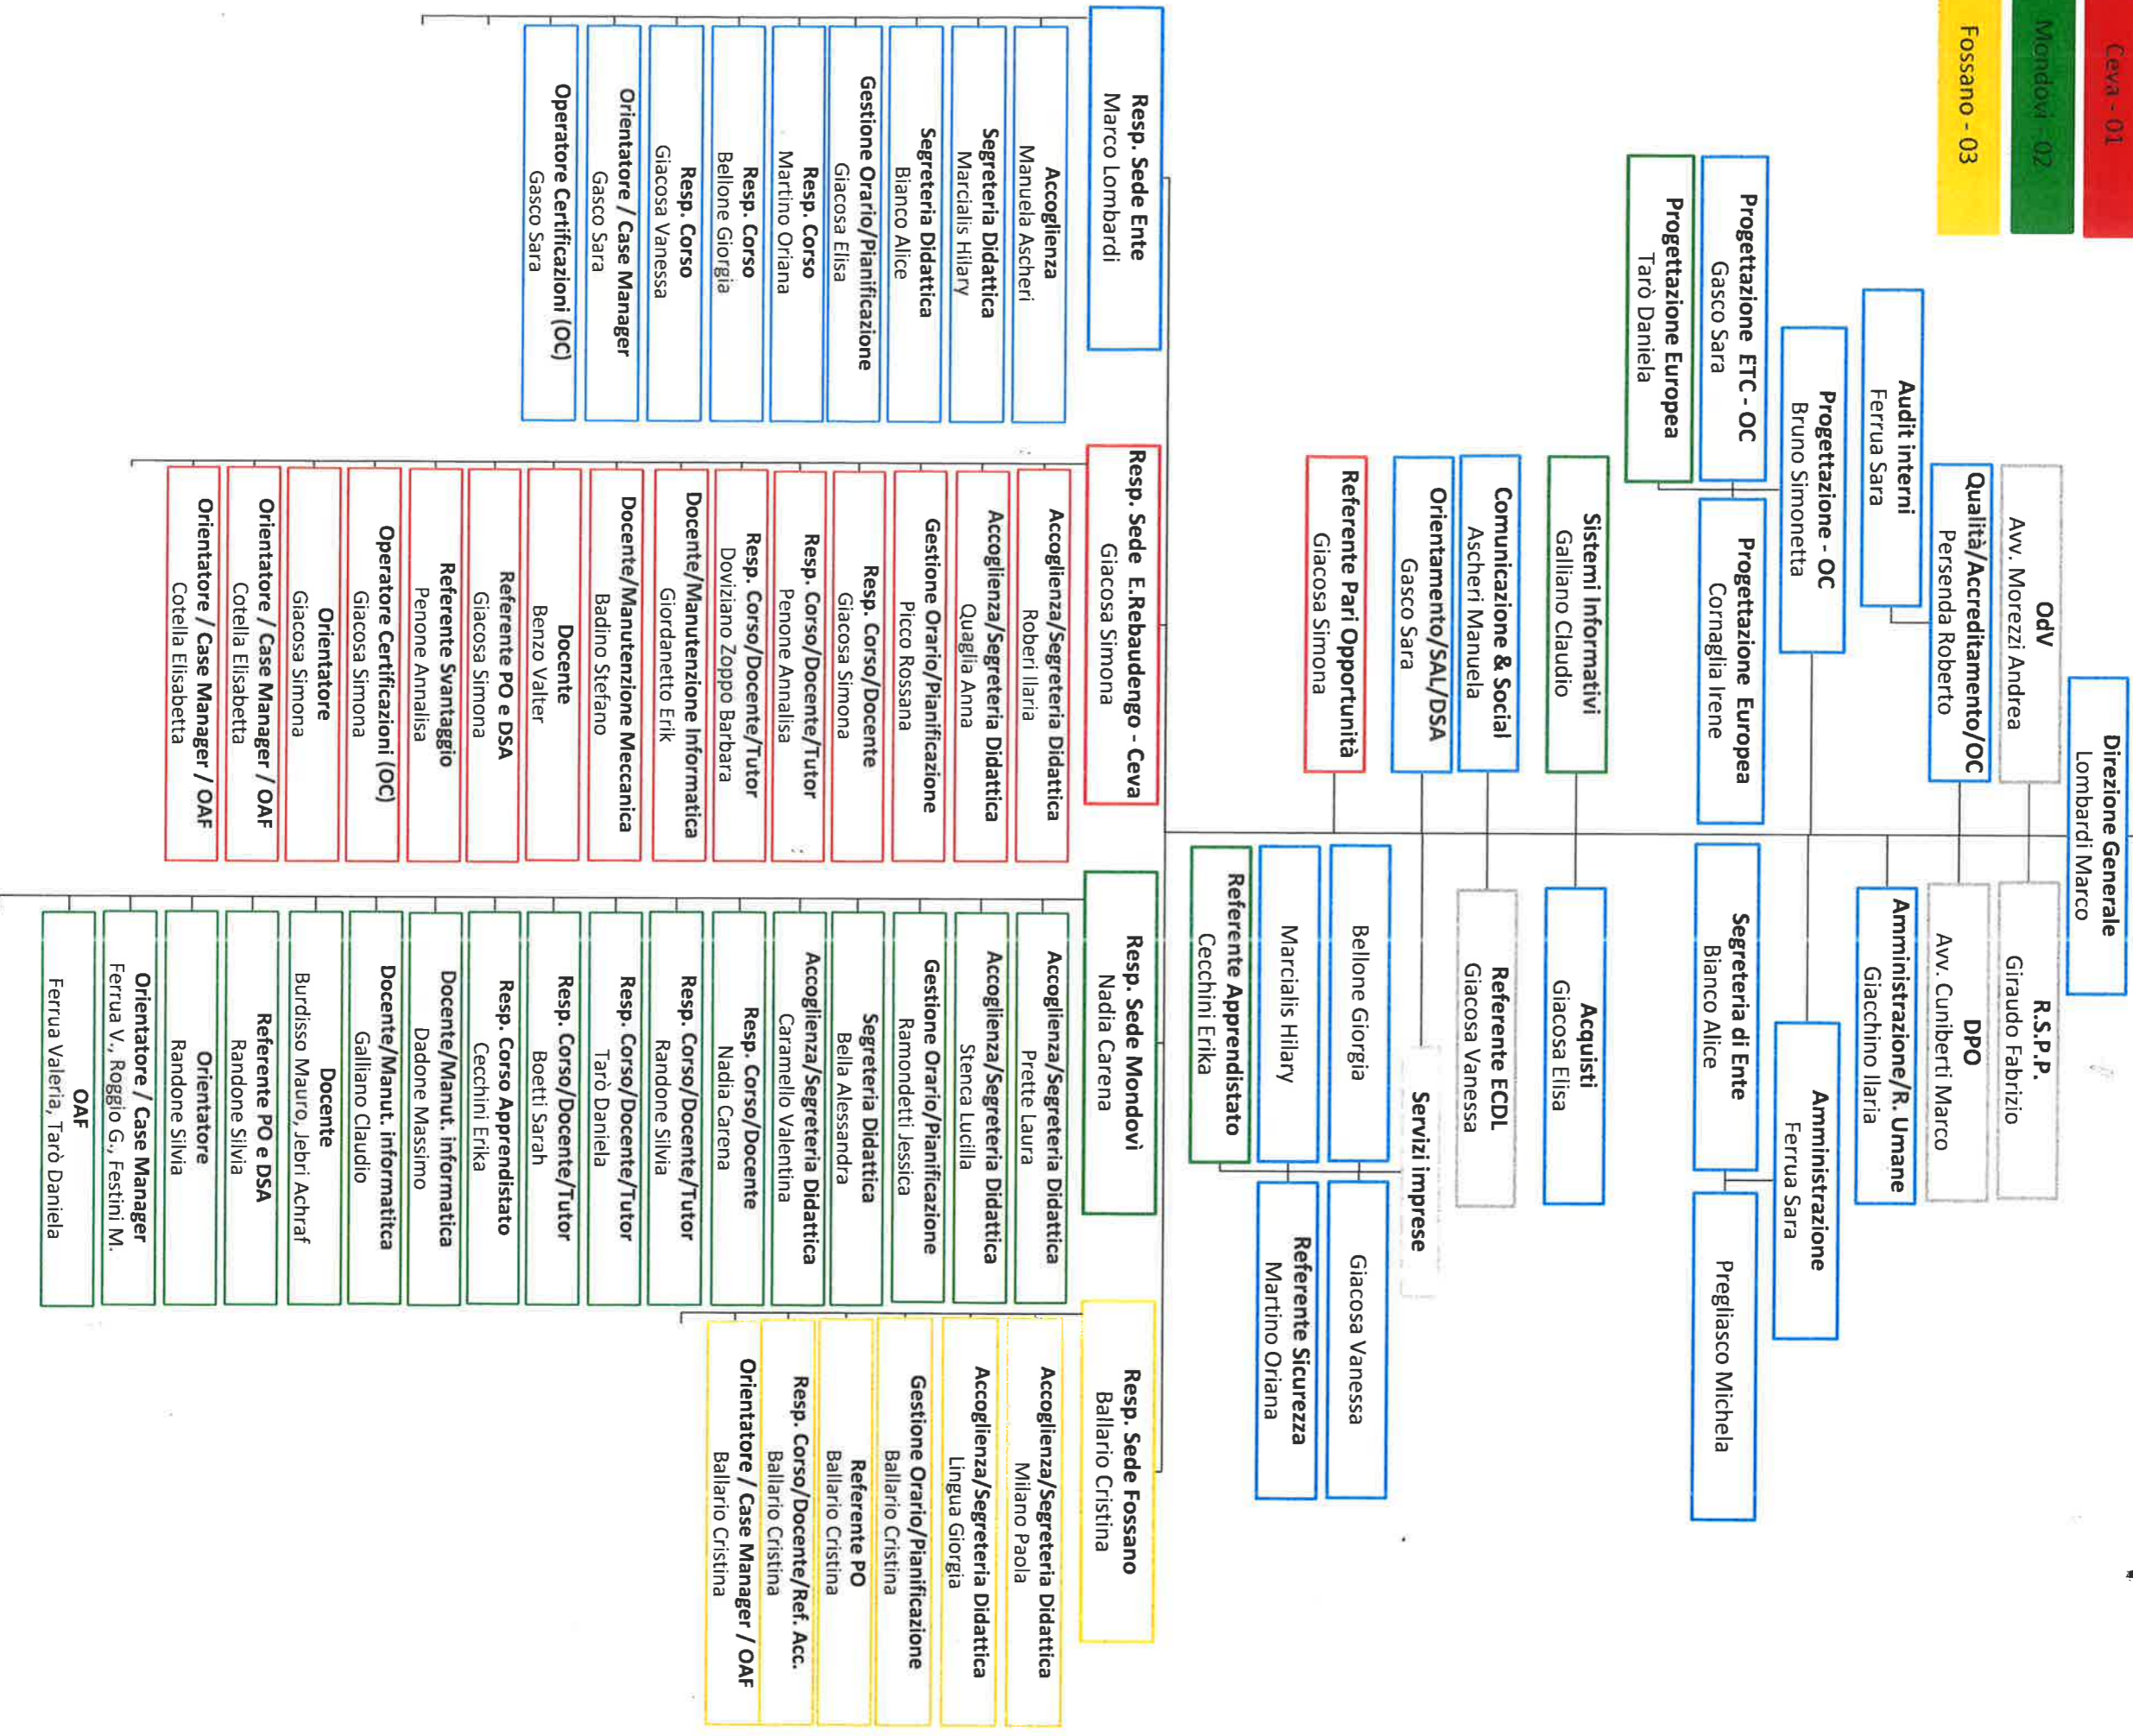 Ceva - 01
Mondovì - 02
Fossano - 03
Direzione Generale
Lombardi Marco
OdV
Avv. Morezzi Andrea
R.S.P.P.
Giraudo Fabrizio
Qualità/Accreditamento/OC
Persenda Roberto
DPO
Avv. Cuniberti Marco
Audit interni
Ferrua Sara
Amministrazione/R. Umane
Giacchino Ilaria
Progettazione - OC
Bruno Simonetta
Amministrazione
Ferrua Sara
Progettazione ETC - OC
Gasco Sara
Progettazione Europea
Cornaglia Irene
Segreteria di Ente
Bianco Alice
Pregliasco Michela
Progettazione Europea
Tarò Daniela
Sistemi Informativi
Galliano Claudio
Acquisti
Giacosa Elisa
Comunicazione & Social
Ascheri Manuela
Referente ECDL
Giacosa Vanessa
Orientamento/SAL/DSA
Gasco Sara
Servizi imprese
Referente Pari Opportunità
Giacosa Simona
Bellone Giorgia
Giacosa Vanessa
Marcialis Hilary
Referente Sicurezza
Martino Oriana
Referente Apprendistato
Cecchini Erika
Resp. Sede Ente
Marco Lombardi
Accoglienza
Manuela Ascheri
Segreteria Didattica
Marcialis Hilary
Segreteria Didattica
Bianco Alice
Gestione Orario/Pianificazione
Giacosa Elisa
Resp. Corso
Martino Oriana
Resp. Corso
Bellone Giorgia
Resp. Corso
Giacosa Vanessa
Orientatore / Case Manager
Gasco Sara
Operatore Certificazioni (OC)
Gasco Sara
Resp. Sede E.Rebaudengo - Ceva
Giacosa Simona
Accoglienza/Segreteria Didattica
Roberi Ilaria
Accoglienza/Segreteria Didattica
Quaglia Anna
Gestione Orario/Pianificazione
Picco Rossana
Resp. Corso/Docente
Giacosa Simona
Resp. Corso/Docente/Tutor
Penone Annalisa
Resp. Corso/Docente/Tutor
Doviziano Zoppo Barbara
Docente/Manutenzione Informatica
Giordanetto Erik
Docente/Manutenzione Meccanica
Badino Stefano
Docente
Benzo Valter
Referente PO e DSA
Giacosa Simona
Referente Svantaggio
Penone Annalisa
Operatore Certificazioni (OC)
Giacosa Simona
Orientatore
Giacosa Simona
Orientatore / Case Manager / OAF
Cotella Elisabetta
Orientatore / Case Manager / OAF
Cotella Elisabetta
Resp. Sede Mondovì
Nadia Carena
Accoglienza/Segreteria Didattica
Prette Laura
Accoglienza/Segreteria Didattica
Stenca Lucilla
Gestione Orario/Pianificazione
Ramondetti Jessica
Segreteria Didattica
Bella Alessandra
Accoglienza/Segreteria Didattica
Caramello Valentina
Resp. Corso/Docente
Nadia Carena
Resp. Corso/Docente/Tutor
Randone Silvia
Resp. Corso/Docente/Tutor
Tarò Daniela
Resp. Corso/Docente/Tutor
Boetti Sarah
Resp. Corso Apprendistato
Cecchini Erika
Docente/Manut. informatica
Dadone Massimo
Docente/Manut. informatica
Galliano Claudio
Docente
Burdisso Mauro, Jebri Achraf
Referente PO e DSA
Randone Silvia
Orientatore
Randone Silvia
Orientatore / Case Manager
Ferrua V., Roggio G., Festini M.
OAF
Ferrua Valeria, Tarò Daniela
Resp. Sede Fossano
Ballario Cristina
Accoglienza/Segreteria Didattica
Milano Paola
Accoglienza/Segreteria Didattica
Lingua Giorgia
Gestione Orario/Pianificazione
Ballario Cristina
Referente PO
Ballario Cristina
Resp. Corso/Docente/Ref. Acc.
Ballario Cristina
Orientatore / Case Manager / OAF
Ballario Cristina